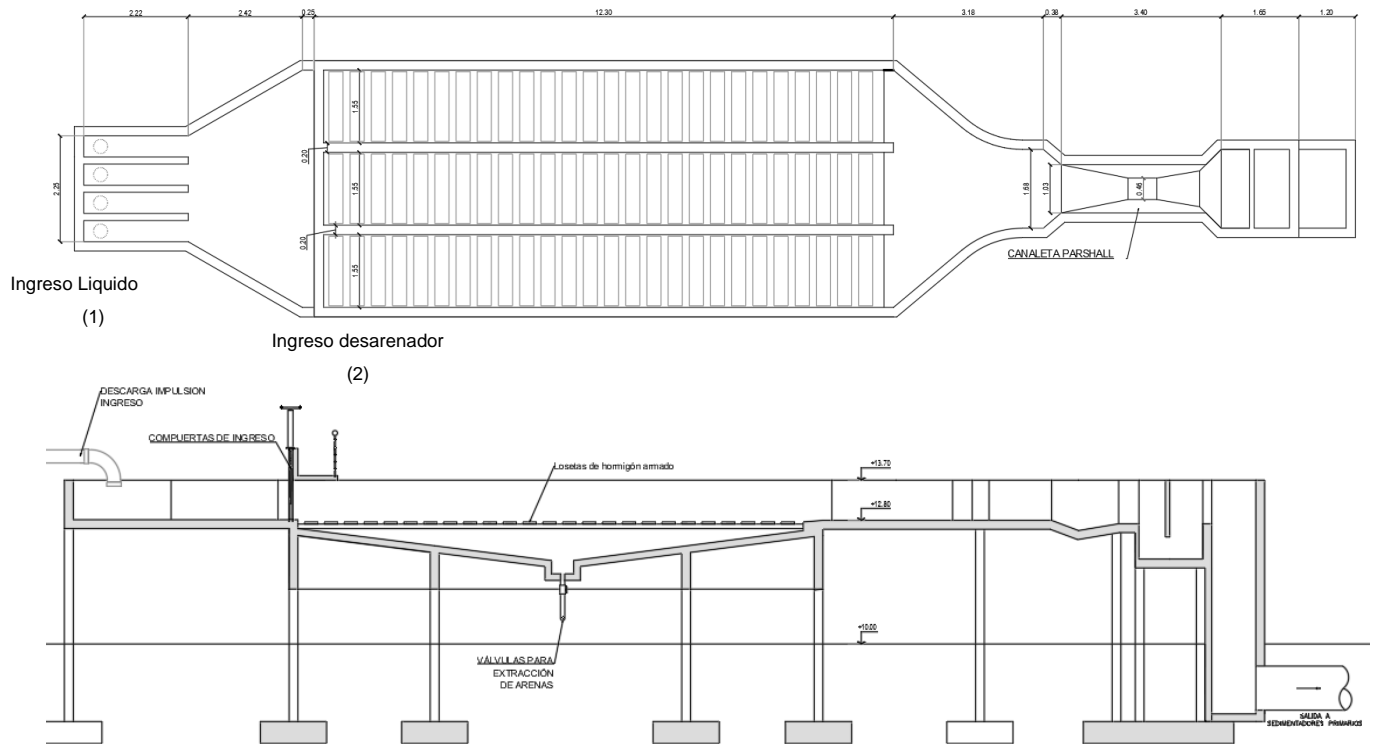 2.22
2.42
0.25
12.30
3.18
0.38
3.40
1.65
1.20
1.55
0.20
2.25
1.55
1.68
1.03
0.46
0.20
1.55
CANALETA PARSHALL
Ingreso Liquido
(1)
Ingreso desarenador
(2)
DESCARGA IMPULSION
INGRESO
COMPUERTAS DE INGRESO
Losetas de hormigón armado
+13.70
+12.80
+10.00
VÁLVULAS PARA
EXTRACCIÓN
DE ARENAS
SALIDA A
SEDIMENTADORES PRIMARIOS